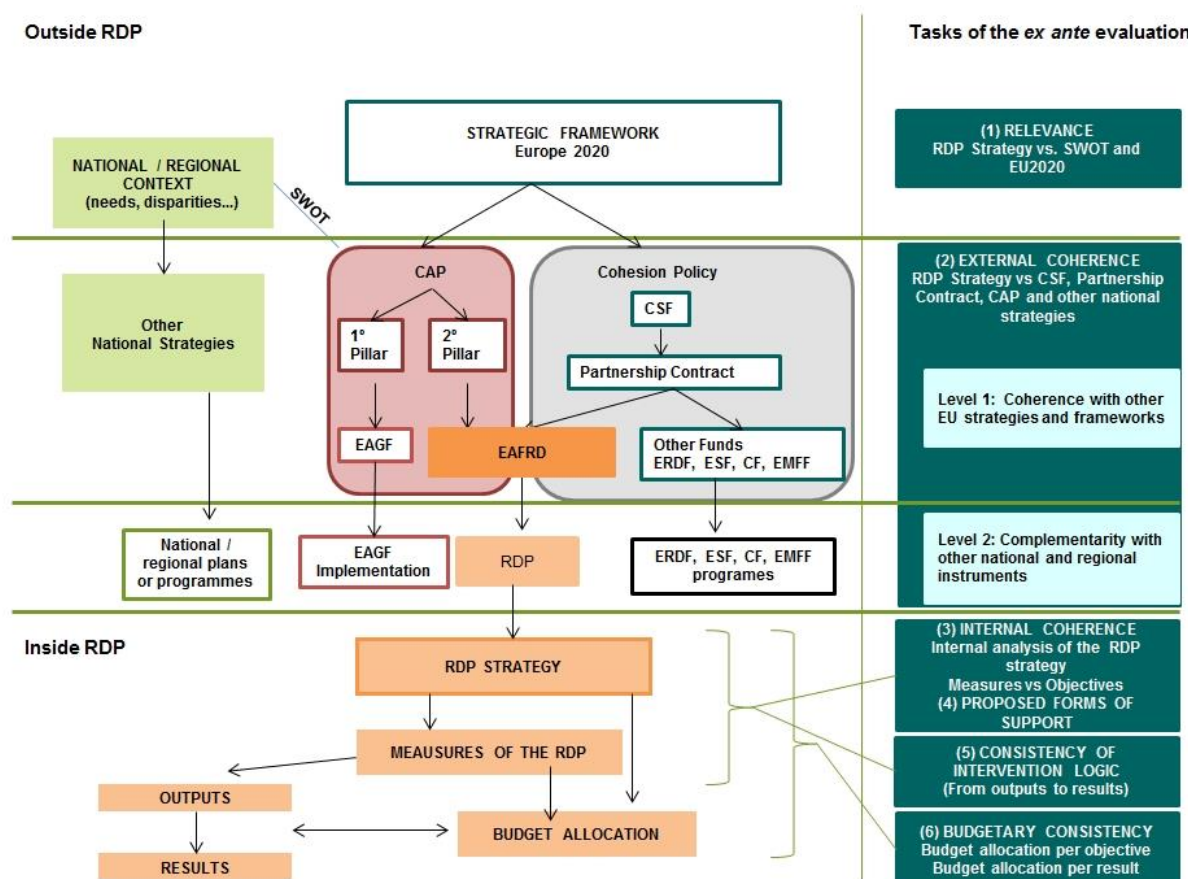 Outside RDP
Tasks of the ex ante evaluation
STRATEGIC FRAMEWORK
Europe 2020
(1) RELEVANCE
RDP Strategy vs. SWOT and
EU2020
NATIONAL / REGIONAL
CONTEXT
(needs, disparities...)
SWOT
CAP
Cohesion Policy
(2) EXTERNAL COHERENCE
RDP Strategy vs CSF, Partnership
Contract, CAP and other national
strategies
Other
National Strategies
1º
Pillar
2º
Pillar
CSF
Partnership Contract
Level 1: Coherence with other
EU strategies and frameworks
EAGF
EAFRD
Other Funds
ERDF, ESF, CF, EMFF
National /
regional plans
or programmes
EAGF
Implementation
RDP
ERDF, ESF, CF, EMFF
programes
Level 2: Complementarity with
other national and regional
instruments
Inside RDP
RDP STRATEGY
(3) INTERNAL COHERENCE
Internal analysis of the RDP
strategy
Measures vs Objectives
(4) PROPOSED FORMS OF
SUPPORT
MEAUSURES OF THE RDP
(5) CONSISTENCY OF
INTERVENTION LOGIC
(From outputs to results)
OUTPUTS
BUDGET ALLOCATION
RESULTS
(6) BUDGETARY CONSISTENCY
Budget allocation per objective
Budget allocation per result